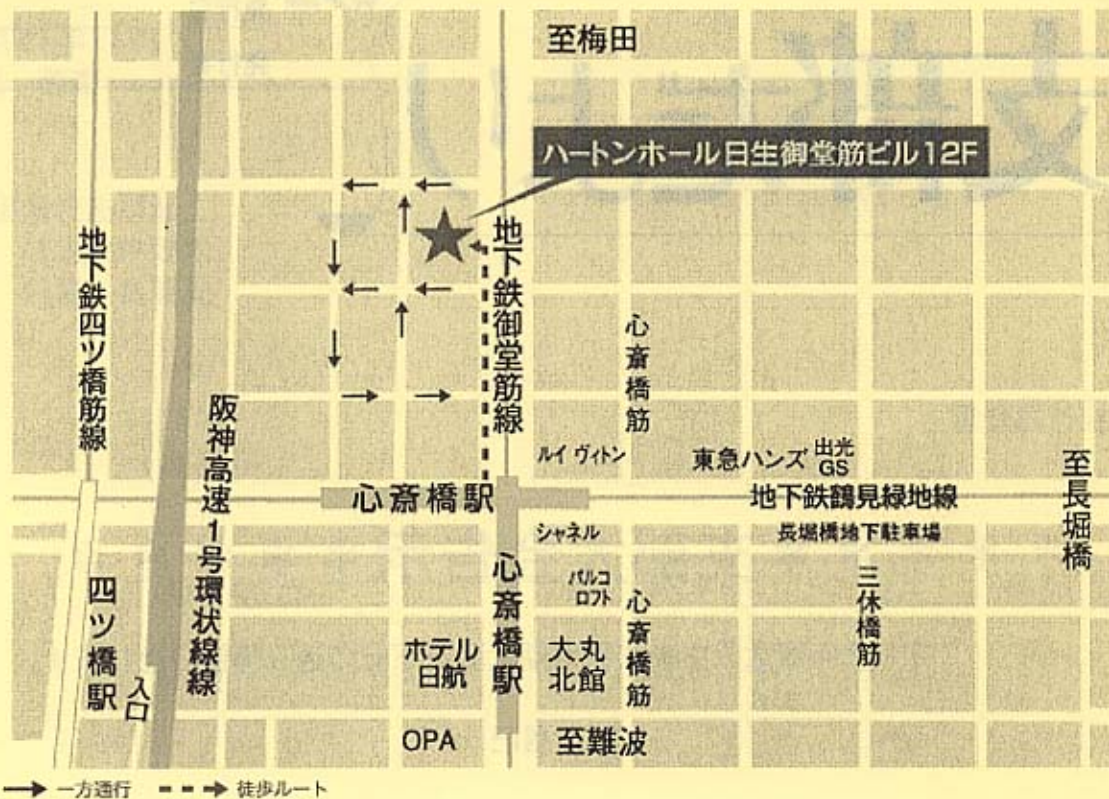 至梅田
ハートンホール日生御堂筋ビル12F
地下鉄四ツ橋筋線
地下鉄御堂筋線
心斎橋筋
阪神高速1号環状線線
ルイ ヴィトン
東急ハンズ
出光
GS
至長堀橋
心斎橋駅
地下鉄鶴見緑地線
シャネル
長堀橋地下駐車場
四ツ橋駅
入口
心斎橋駅
パルコ
ロフト
心斎橋筋
三休橋筋
ホテル
日航
大丸
北館
OPA
至難波
一方通行
徒歩ルート